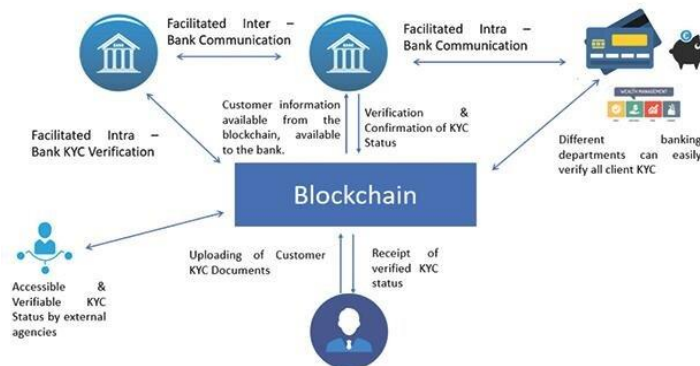 Facilitated Inter –
Bank Communication
Facilitated Intra –
Bank Communication
Customer information
available from the
blockchain, available
to the bank.
Verification &
Confirmation of KYC
Status
WEALTH MANAGEMENT
Facilitated Intra –
Bank KYC Verification
Different banking
departments can easily
verify all client KYC
Blockchain
Uploading of Customer
KYC Documents
Receipt of
verified KYC
status
Accessible &
Verifiable KYC
Status by external
agencies